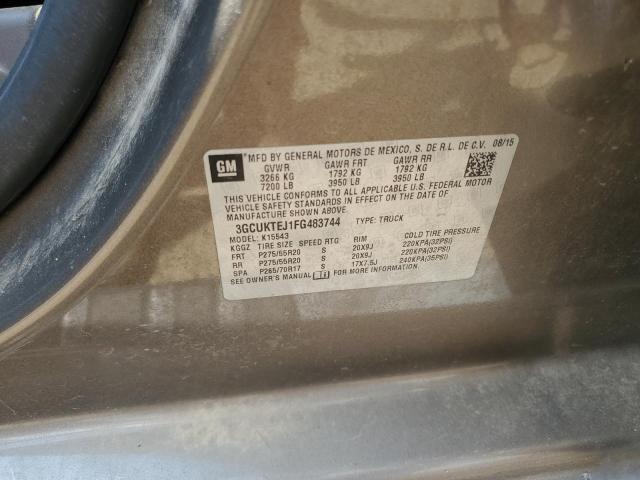 GM
MFD BY GENERAL MOTORS DE MEXICO, S. DE R.L. DE C.V. 08/15
GVWR GAWR FRT GAWR RR
3266 KG 1792 KG 1792 KG
7200 LB 3950 LB 3950 LB
THIS VEHICLE CONFORMS TO ALL APPLICABLE U.S. FEDERAL MOTOR
VEHICLE SAFETY STANDARDS IN EFFECT ON THE DATE OF
MANUFACTURE SHOWN ABOVE.
3GCUKTEJ1FG483744 TYPE: TRUCK
MODEL: K15543
KGGZ TIRE SIZE SPEED RTG RIM COLD TIRE PRESSURE
FRT P275/55R20 S 20X9J 220KPA(32PSI)
RR P275/55R20 S 20X9J 220KPA(32PSI)
SPA P265/70R17 S 17X7.5J 240KPA(35PSI)
SEE OWNER'S MANUAL FOR MORE INFORMATION.